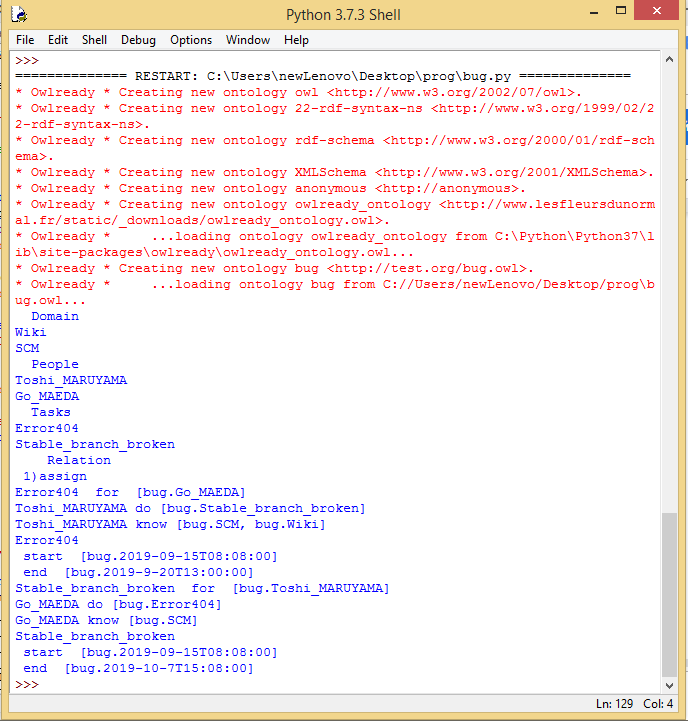 Python 3.7.3 Shell
File Edit Shell Debug Options Window Help
>>>
============== RESTART: C:\Users\newLenovo\Desktop\prog\bug.py ==============
* Owlready * Creating new ontology owl <http://www.w3.org/2002/07/owl>.
* Owlready * Creating new ontology 22-rdf-syntax-ns <http://www.w3.org/1999/02/2
2-rdf-syntax-ns>.
* Owlready * Creating new ontology rdf-schema <http://www.w3.org/2000/01/rdf-sch
ema>.
* Owlready * Creating new ontology XMLSchema <http://www.w3.org/2001/XMLSchema>.
* Owlready * Creating new ontology anonymous <http://anonymous>.
* Owlready * Creating new ontology owlready_ontology <http://www.lesfleursdunorm
al.fr/static/_downloads/owlready_ontology.owl>.
* Owlready *     ...loading ontology owlready_ontology from C:\Python\Python37\l
ib\site-packages\owlready\owlready_ontology.owl...
* Owlready * Creating new ontology bug <http://test.org/bug.owl>.
* Owlready *     ...loading ontology bug from C://Users/newLenovo/Desktop/prog\b
ug.owl...
  Domain
Wiki
SCM
  People
Toshi_MARUYAMA
Go_MAEDA
  Tasks
Error404
Stable_branch_broken
    Relation
 1)assign
Error404  for  [bug.Go_MAEDA]
Toshi_MARUYAMA do [bug.Stable_branch_broken]
Toshi_MARUYAMA know [bug.SCM, bug.Wiki]
Error404
 start  [bug.2019-09-15T08:08:00]
 end  [bug.2019-9-20T13:00:00]
Stable_branch_broken  for  [bug.Toshi_MARUYAMA]
Go_MAEDA do [bug.Error404]
Go_MAEDA know [bug.SCM]
Stable_branch_broken
 start  [bug.2019-09-15T08:08:00]
 end  [bug.2019-10-7T15:08:00]
>>>
Ln: 129 Col: 4